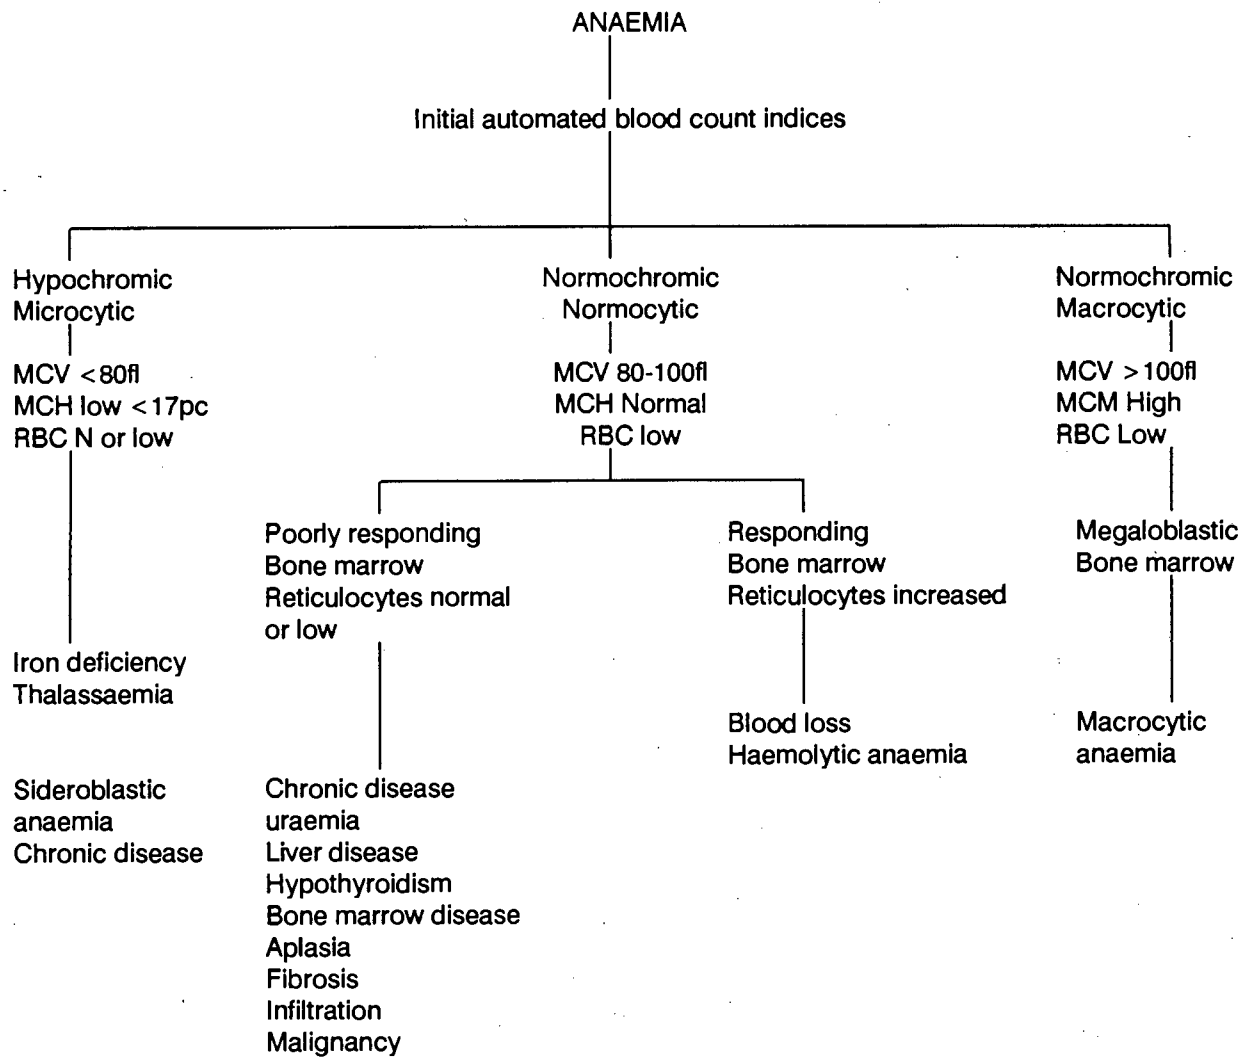 ANAEMIA
Initial automated blood count indices
Hypochromic
Microcytic
MCV <80fl
MCH low <17pc
RBC N or low
Iron deficiency
Thalassaemia
Sideroblastic
anaemia
Chronic disease
Normochromic
Normocytic
MCV 80-100fl
MCH Normal
RBC low
Poorly responding
Bone marrow
Reticulocytes normal
or low
Chronic disease
uraemia
Liver disease
Hypothyroidism
Bone marrow disease
Aplasia
Fibrosis
Infiltration
Malignancy
Responding
Bone marrow
Reticulocytes increased
Blood loss
Haemolytic anaemia
Normochromic
Macrocytic
MCV >100fl
MCM High
RBC Low
Megaloblastic
Bone marrow
Macrocytic
anaemia